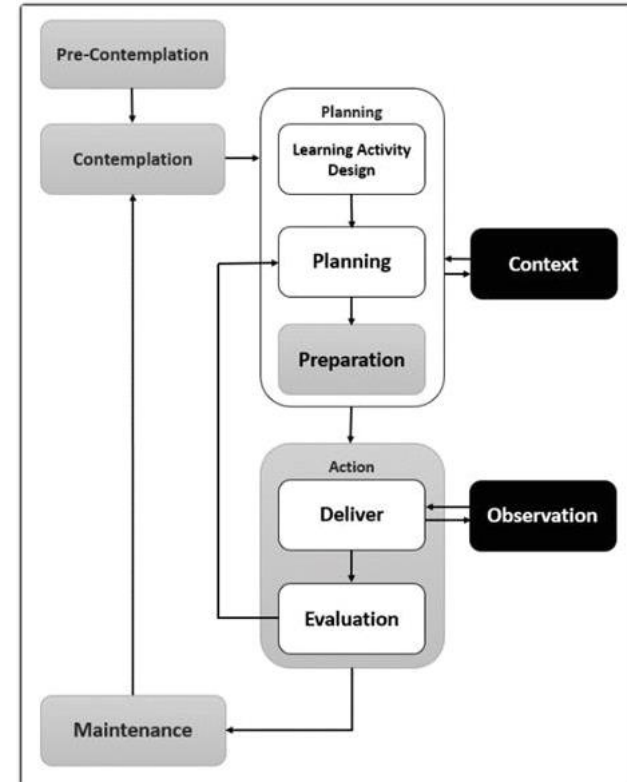 Pre-Contemplation
Contemplation
Planning
Learning Activity
Design
Planning
Preparation
Context
Action
Deliver
Observation
Evaluation
Maintenance